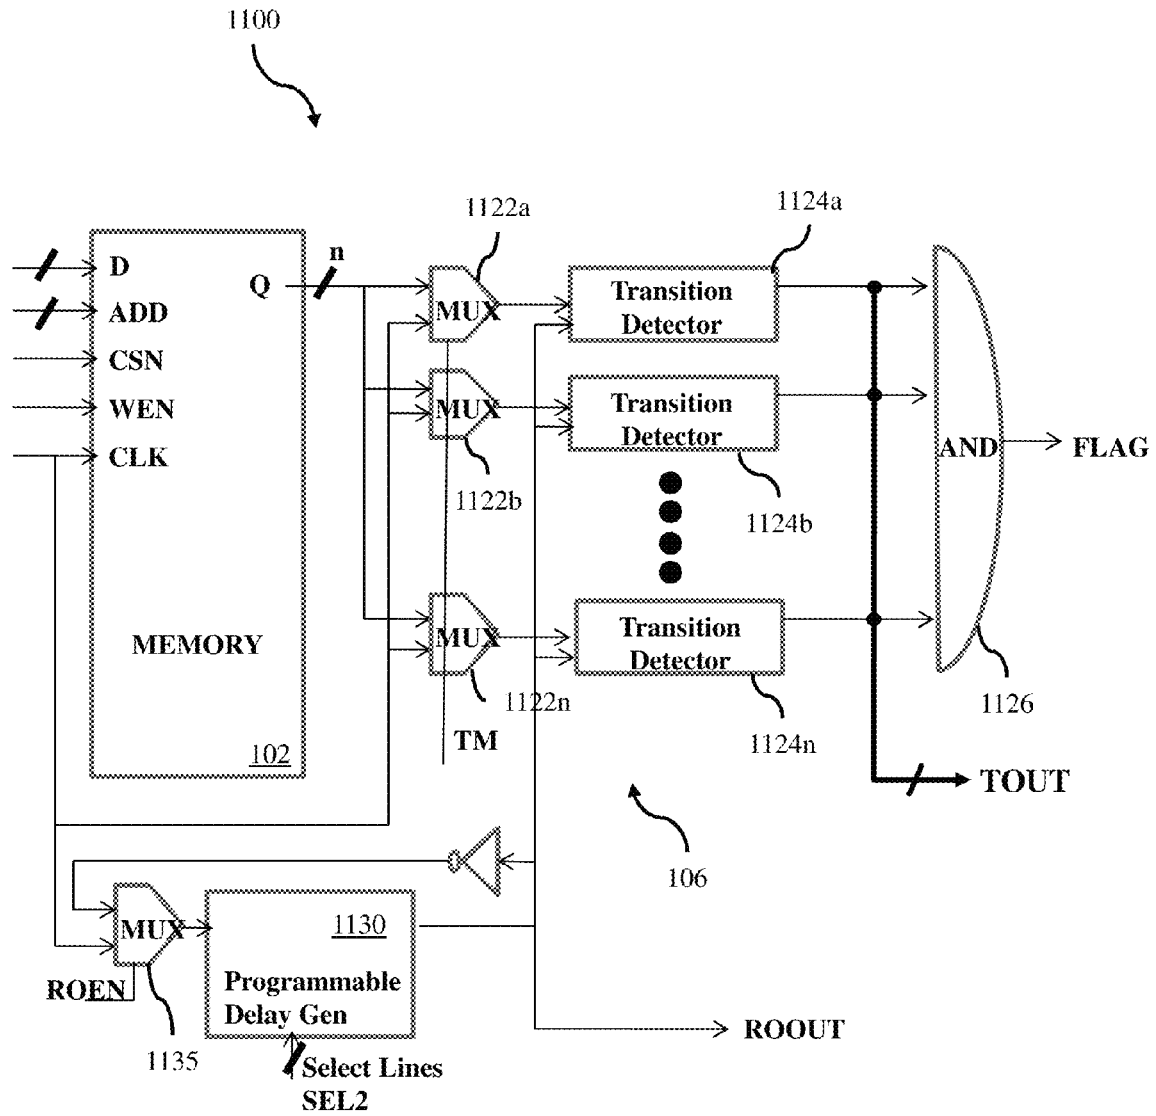 1100
1122a
1124a
D
Q
n
MUX
Transition
Detector
ADD
CSN
WEN
CLK
MUX
Transition
Detector
AND
FLAG
1122b
1124b
MEMORY
MUX
Transition
Detector
1122n
1126
102
TM
1124n
TOUT
106
MUX
1130
ROEN
Programmable
Delay Gen
ROOUT
1135
Select Lines
SEL2